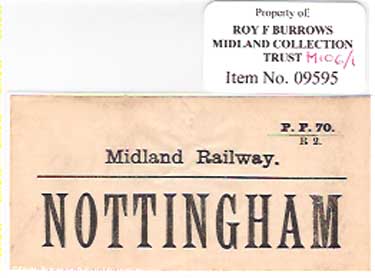 Property of:
ROY F BURROWS
MIDLAND COLLECTION
TRUST M106/1
Item No. 09595
P. F. 70.
R 2.
Midland Railway.
NOTTINGHAM